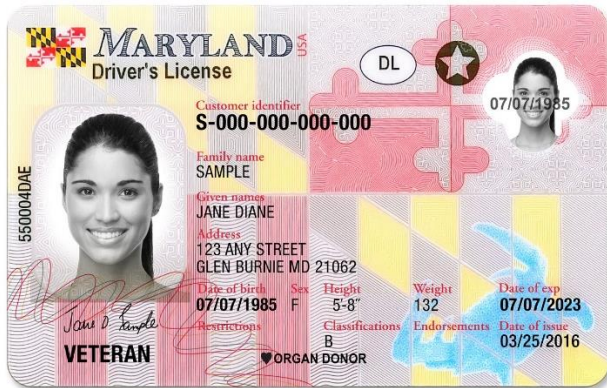 MARYLAND USA
Driver's License
DL
07/07/1985
Customer identifier
S-000-000-000-000
Family name
SAMPLE
Given names
JANE DIANE
Address
123 ANY STREET
GLEN BURNIE MD 21062
550004DAE
Date of birth Sex Height Weight Date of exp
07/07/1985 F 5'-8" 132 07/07/2023
Restrictions Classifications Endorsements Date of issue
B 03/25/2016
Jane D Sample
VETERAN
ORGAN DONOR